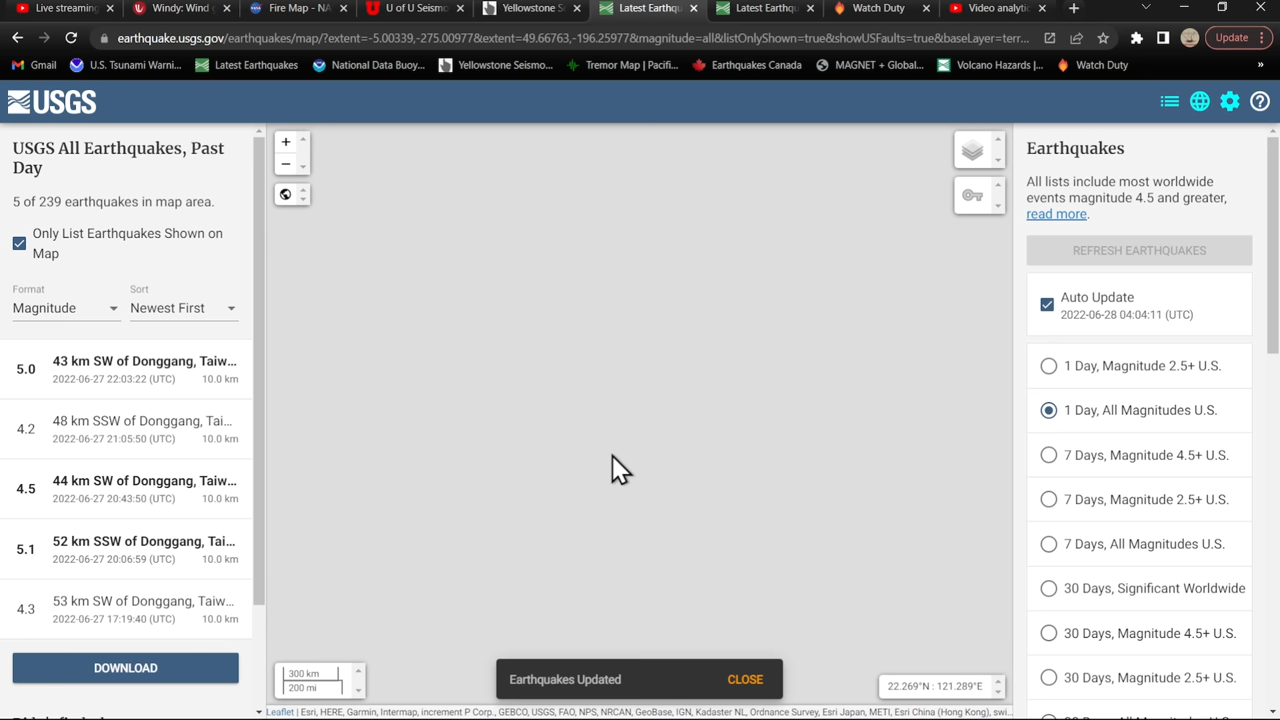 Live streaming
Windy: Wind
Fire Map - NA
U of U Seismo
Yellowstone S
Latest Earthqu
Latest Earthqu
Watch Duty
Video analytic
earthquake.usgs.gov/earthquakes/map/?extent=-5.00339,-275.00977&extent=49.66763,-196.25977&magnitude=all&listOnlyShown=true&showUSFaults=true&baseLayer=terr...
Update
Gmail
U.S. Tsunami Warni...
Latest Earthquakes
National Data Buoy...
Yellowstone Seismo...
Tremor Map | Pacifi...
Earthquakes Canada
MAGNET + Global...
Volcano Hazards |...
Watch Duty
»
USGS
USGS All Earthquakes, Past
Day
5 of 239 earthquakes in map area.
Only List Earthquakes Shown on
Map
Format
Sort
Magnitude
Newest First
5.0
43 km SW of Donggang, Taiw...
2022-06-27 22:03:22 (UTC)
10.0 km
4.2
48 km SSW of Donggang, Tai...
2022-06-27 21:05:50 (UTC)
10.0 km
4.5
44 km SW of Donggang, Taiw...
2022-06-27 20:43:50 (UTC)
10.0 km
5.1
52 km SSW of Donggang, Tai...
2022-06-27 20:06:59 (UTC)
10.0 km
4.3
53 km SW of Donggang, Taiw...
2022-06-27 17:19:40 (UTC)
10.0 km
DOWNLOAD
+
−
300 km
200 mi
Earthquakes Updated
CLOSE
22.269°N : 121.289°E
Leaflet | Esri, HERE, Garmin, Intermap, increment P Corp., GEBCO, USGS, FAO, NPS, NRCAN, GeoBase, IGN, Kadaster NL, Ordnance Survey, Esri Japan, METI, Esri China (Hong Kong), swi...
Earthquakes
All lists include most worldwide
events magnitude 4.5 and greater,
read more.
REFRESH EARTHQUAKES
Auto Update
2022-06-28 04:04:11 (UTC)
1 Day, Magnitude 2.5+ U.S.
1 Day, All Magnitudes U.S.
7 Days, Magnitude 4.5+ U.S.
7 Days, Magnitude 2.5+ U.S.
7 Days, All Magnitudes U.S.
30 Days, Significant Worldwide
30 Days, Magnitude 4.5+ U.S.
30 Days, Magnitude 2.5+ U.S.